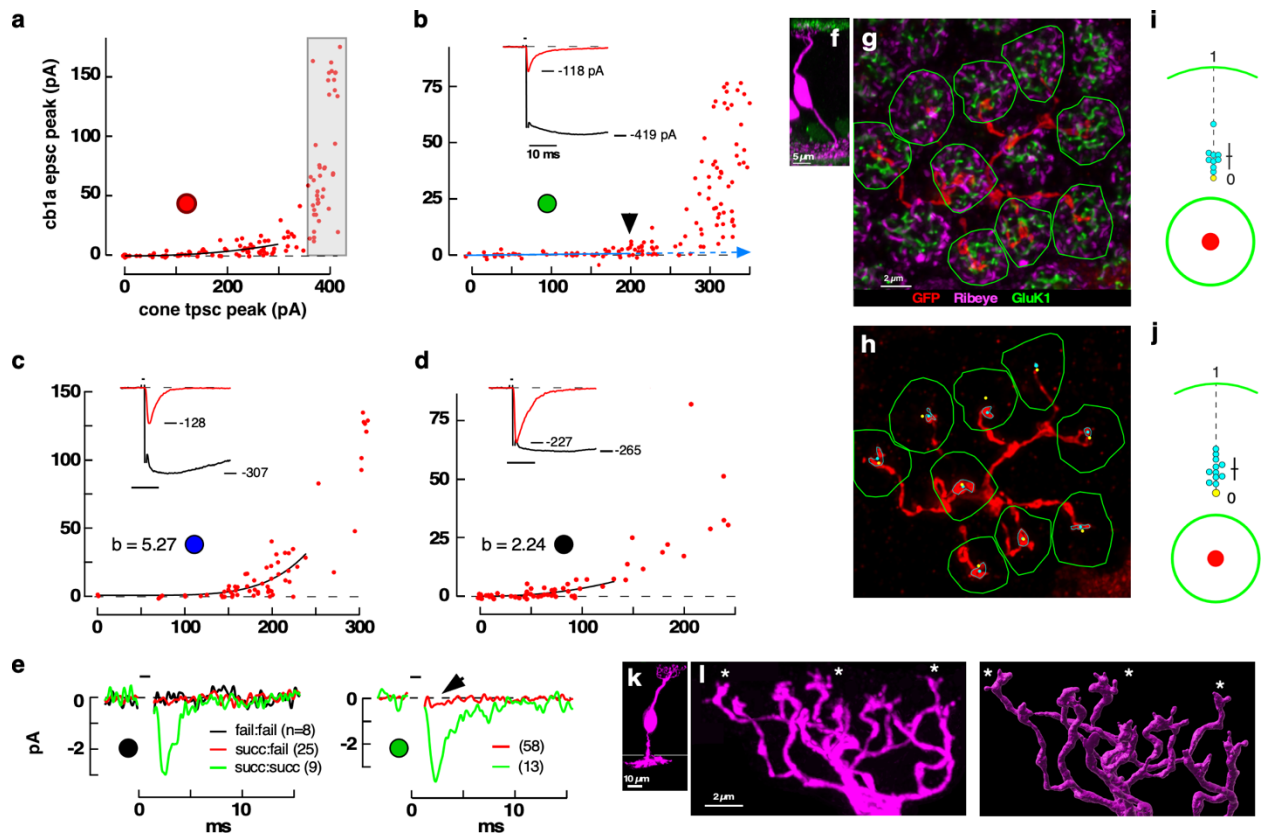 a
cb1a epsc peak (pA)
150
100
50
0
0 100 200 300 400
cone tpsc peak (pA)
b
75
50
25
0
-118 pA
-419 pA
10 ms
0 100 200 300
c
150
100
50
0
-128
-307
b = 5.27
0 100 200 300
d
75
50
25
0
-227
-265
b = 2.24
0 100 200
e
pA
0
-2
fail:fail (n=8)
succ:fail (25)
succ:succ (9)
0 10
ms
0
-2
(58)
(13)
0 10
ms
f
5 µm
g
2 µm
GFP Ribeye GluK1
h
i
1
0
j
1
0
k
10 µm
l
* * *
2 µm
* * *